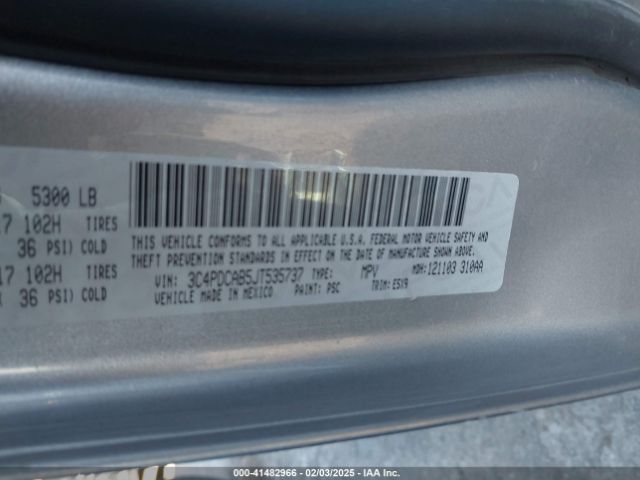 5300 LB
17 102H TIRES
36 PSI) COLD
17 102H TIRES
36 PSI) COLD
THIS VEHICLE CONFORMS TO ALL APPLICABLE U.S.A. FEDERAL MOTOR VEHICLE SAFETY AND
THEFT PREVENTION STANDARDS IN EFFECT ON THE DATE OF MANUFACTURE SHOWN ABOVE.
VIN: 3C4PDCAB5JT535737 TYPE: MPV MDH: 121103 310AA
VEHICLE MADE IN MEXICO PAINT: PSC TRIM: E5X9
000-41482966 - 02/03/2025 - IAA